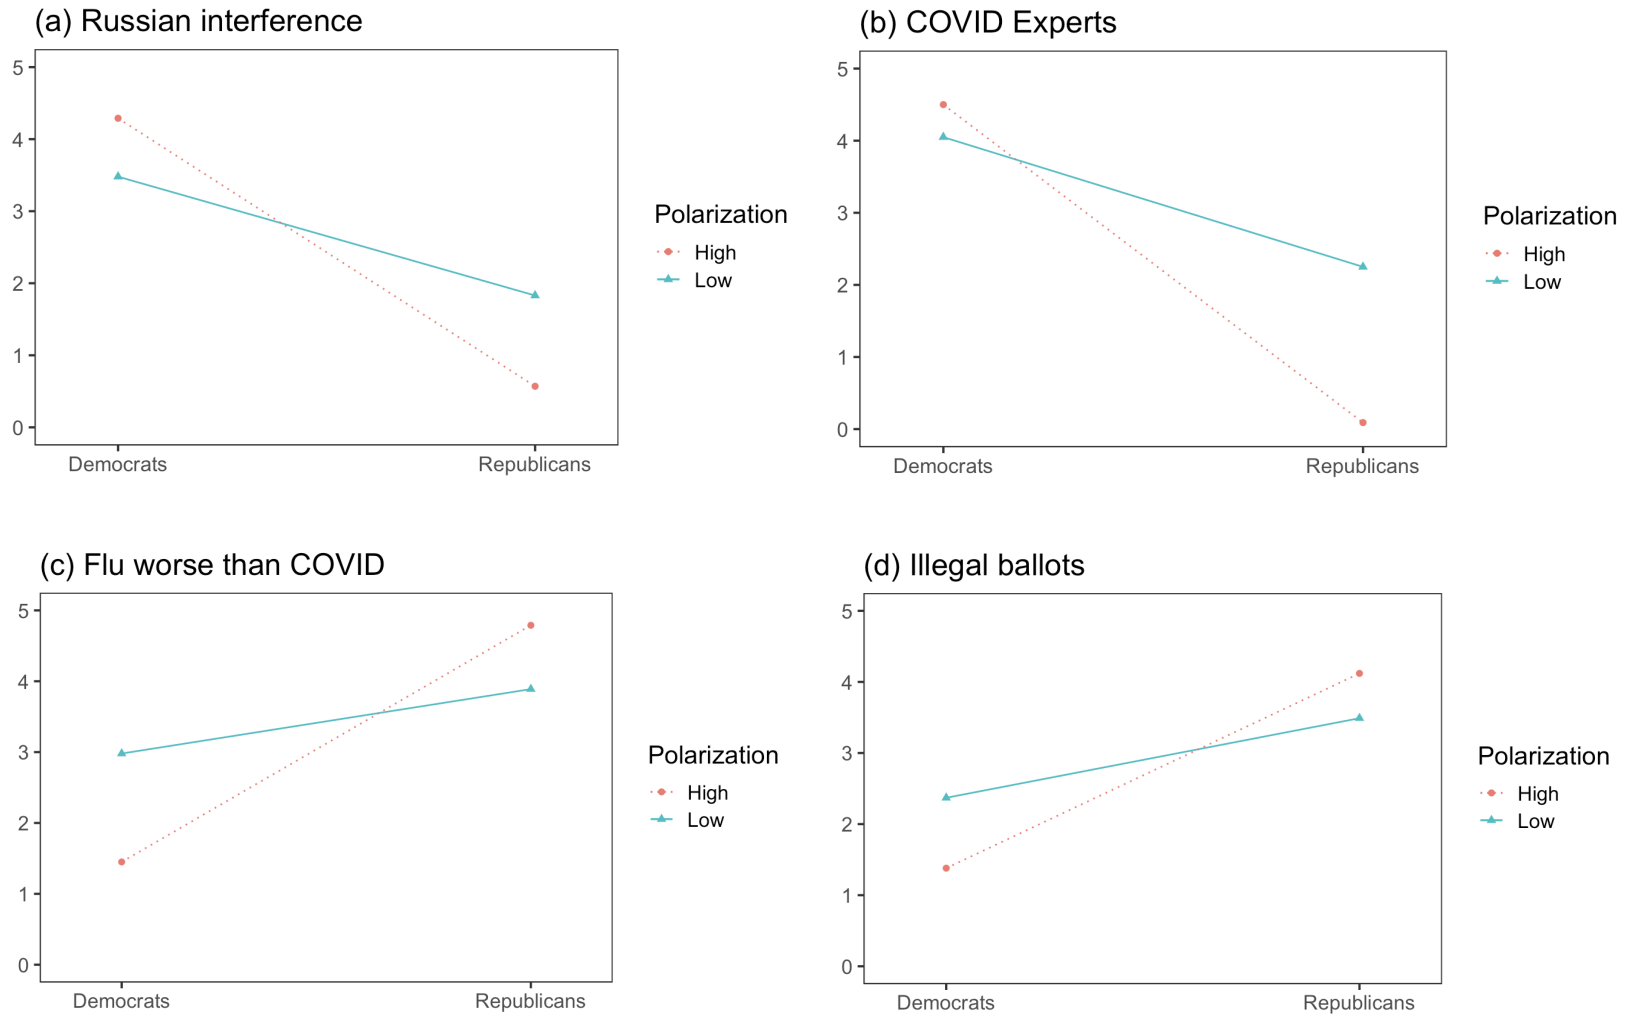 (a) Russian interference
5
4
3
2
1
0
Democrats
Republicans
Polarization
High
Low
(b) COVID Experts
5
4
3
2
1
0
Democrats
Republicans
Polarization
High
Low
(c) Flu worse than COVID
5
4
3
2
1
0
Democrats
Republicans
Polarization
High
Low
(d) Illegal ballots
5
4
3
2
1
0
Democrats
Republicans
Polarization
High
Low